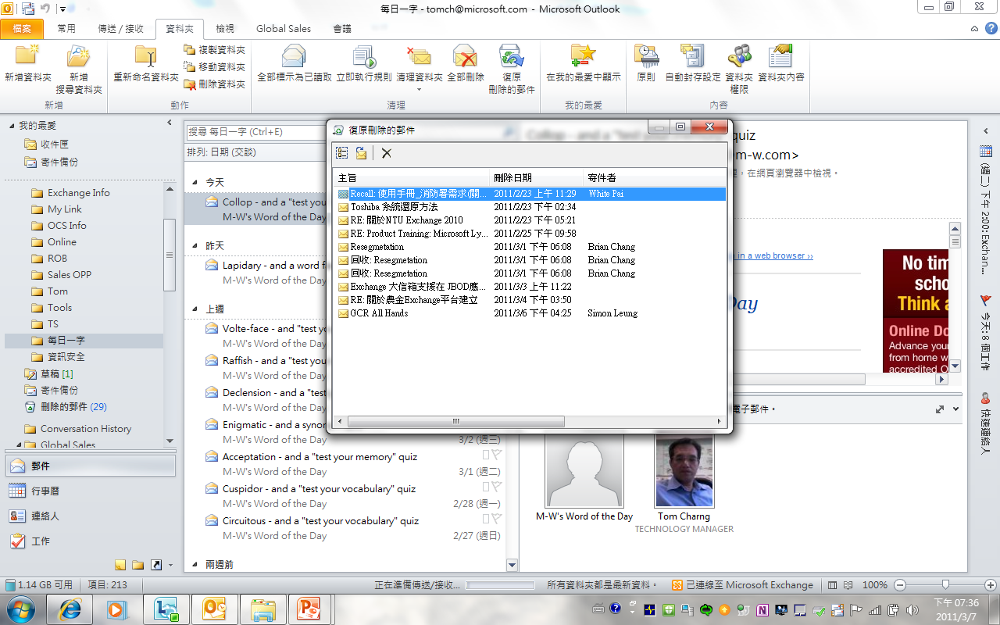 每日一字 - tomch@microsoft.com - Microsoft Outlook
檔案 常用 傳送 / 接收 資料夾 檢視 Global Sales 會議
新增資料夾 新增 搜尋資料夾
新增
重新命名資料夾 複製資料夾 移動資料夾 刪除資料夾
動作
全部標示為已讀取 立即執行規則 清理資料夾 全部刪除 復原 刪除的郵件
清理
在我的最愛中顯示
我的最愛
原則 自動封存設定 資料夾 權限 資料夾內容
內容
我的最愛
收件匣
寄件備份
Exchange Info
My Link
OCS Info
Online
ROB
Sales OPP
Tom
Tools
TS
每日一字
資訊安全
草稿 [1]
寄件備份
刪除的郵件 (29)
Conversation History
Global Sales
郵件
行事曆
連絡人
工作
搜尋 每日一字 (Ctrl+E)
排列: 日期 (交談)
今天
Collop - and a "test you
M-W's Word of the Day
昨天
Lapidary - and a word f
M-W's Word of the Day
上週
Volte-face - and "test you
M-W's Word of the Day
Raffish - and a "test you
M-W's Word of the Day
Declension - and a "test
M-W's Word of the Day
Enigmatic - and a synon
M-W's Word of the Day 3/2 (週三)
Acceptation - and a "test your memory" quiz
M-W's Word of the Day 3/1 (週二)
Cuspidor - and a "test your vocabulary" quiz
M-W's Word of the Day 2/28 (週一)
Circuitous - and a "test your vocabulary" quiz
M-W's Word of the Day 2/27 (週日)
兩週前
復原刪除的郵件
主旨 刪除日期 寄件者
Recall: 使用手冊_消防署需求(關... 2011/2/23 上午 11:29 White Pai
Toshiba 系統還原方法 2011/2/23 下午 02:34
RE: 關於NTU Exchange 2010 2011/2/23 下午 05:21
RE: Product Training: Microsoft Ly... 2011/2/25 下午 09:58
Resegmetation 2011/3/1 下午 06:08 Brian Chang
回收: Resegmetation 2011/3/1 下午 06:08 Brian Chang
回收: Resegmetation 2011/3/1 下午 06:08 Brian Chang
Exchange 大信箱支援在 JBOD應... 2011/3/3 上午 11:22
RE: 關於農金Exchange平台建立 2011/3/4 下午 03:50
GCR All Hands 2011/3/6 下午 04:25 Simon Leung
quiz
m-w.com>
，在網頁瀏覽器中檢視。
in a web browser ››
Day
No tim
scho
Think a
Online Do
Advance your
from home w
accredited O
電子郵件。
M-W's Word of the Day
Tom Charng
TECHNOLOGY MANAGER
(週二) 下午 2:00: Exchan...
今天: 8 個工作
快速連絡人
1.14 GB 可用 項目: 213 正在準備傳送/接收... 所有資料夾都是最新資料。 已連線至 Microsoft Exchange 100%
下午 07:36
2011/3/7